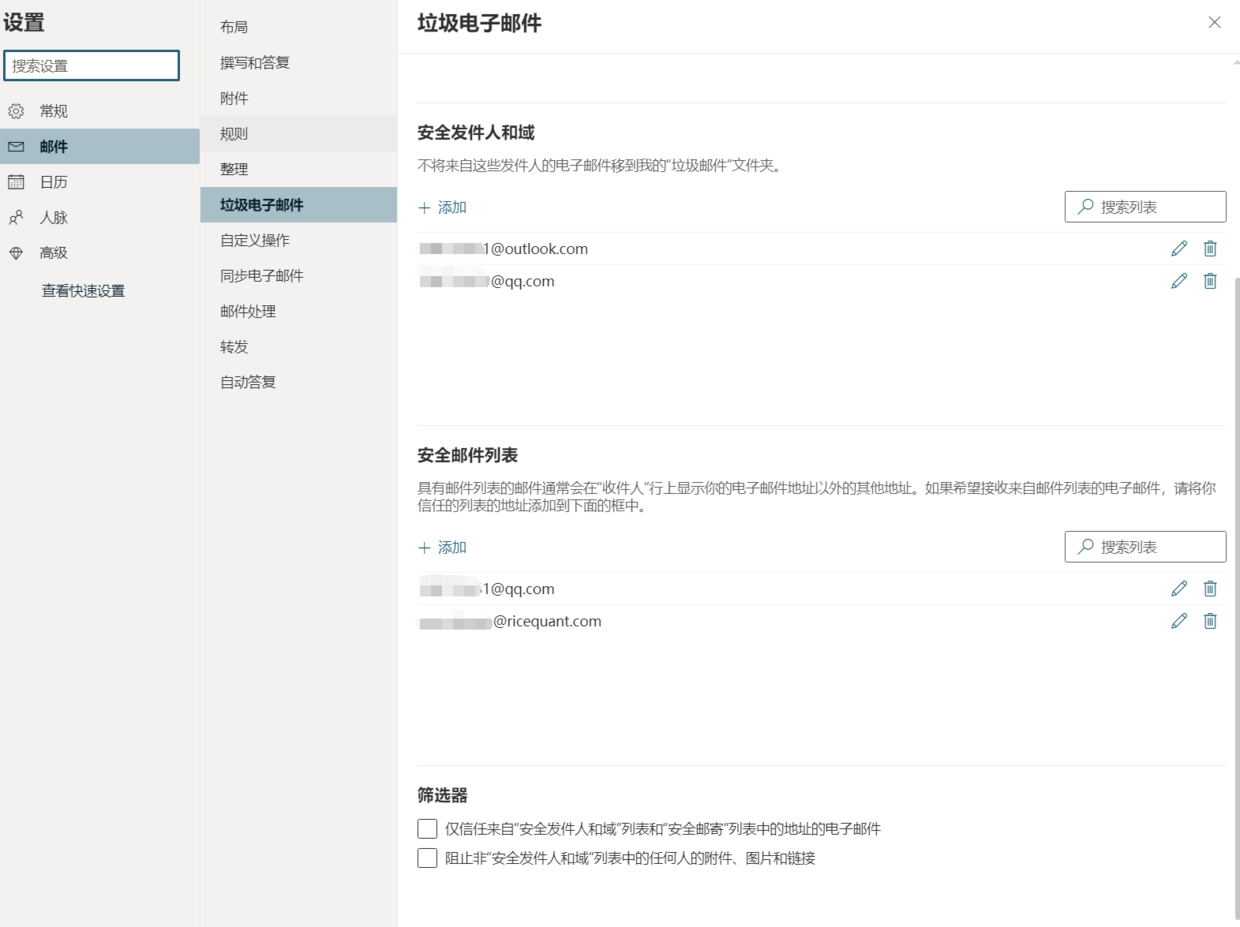 设置
搜索设置
常规
邮件
日历
人脉
高级
查看快速设置
布局
撰写和答复
附件
规则
整理
垃圾电子邮件
自定义操作
同步电子邮件
邮件处理
转发
自动答复
垃圾电子邮件
安全发件人和域
不将来自这些发件人的电子邮件移到我的“垃圾邮件”文件夹。
添加
搜索列表
1@outlook.com
@qq.com
安全邮件列表
具有邮件列表的邮件通常会在“收件人”行上显示你的电子邮件地址以外的其他地址。如果希望接收来自邮件列表的电子邮件，请将你
信任的列表的地址添加到下面的框中。
添加
搜索列表
1@qq.com
@ricequant.com
筛选器
仅信任来自“安全发件人和域”列表和“安全邮寄”列表中的地址的电子邮件
阻止非“安全发件人和域”列表中的任何人的附件、图片和链接